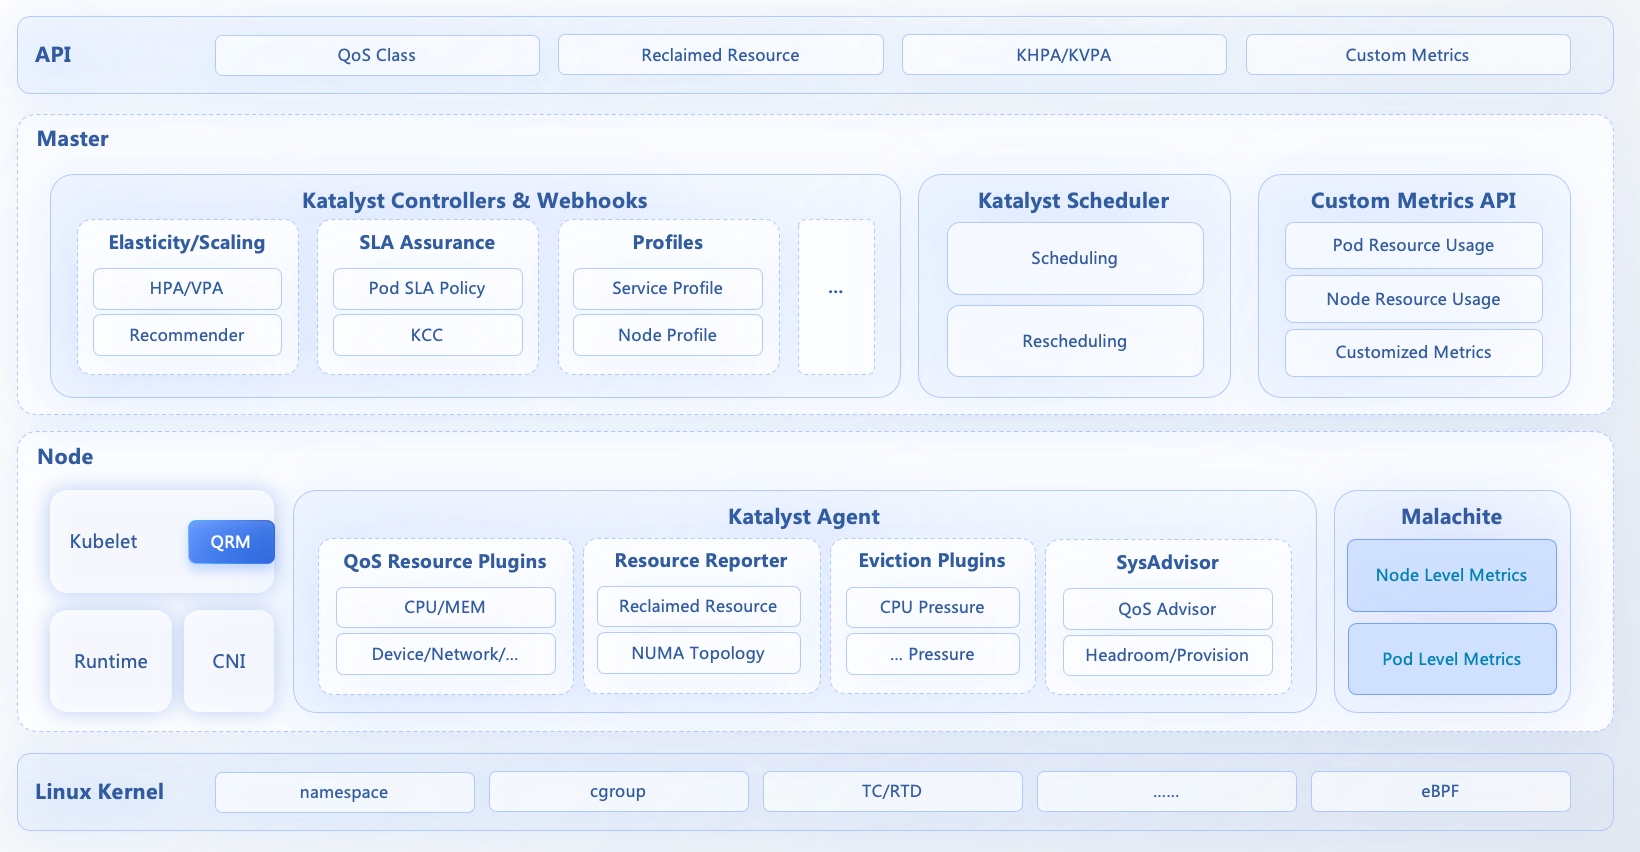 API
QoS Class
Reclaimed Resource
KHPA/KVPA
Custom Metrics
Master
Katalyst Controllers & Webhooks
Elasticity/Scaling
HPA/VPA
Recommender
SLA Assurance
Pod SLA Policy
KCC
Profiles
Service Profile
Node Profile
...
Katalyst Scheduler
Scheduling
Rescheduling
Custom Metrics API
Pod Resource Usage
Node Resource Usage
Customized Metrics
Node
Kubelet
QRM
Runtime
CNI
Katalyst Agent
QoS Resource Plugins
CPU/MEM
Device/Network/...
Resource Reporter
Reclaimed Resource
NUMA Topology
Eviction Plugins
CPU Pressure
... Pressure
SysAdvisor
QoS Advisor
Headroom/Provision
Malachite
Node Level Metrics
Pod Level Metrics
Linux Kernel
namespace
cgroup
TC/RTD
......
eBPF